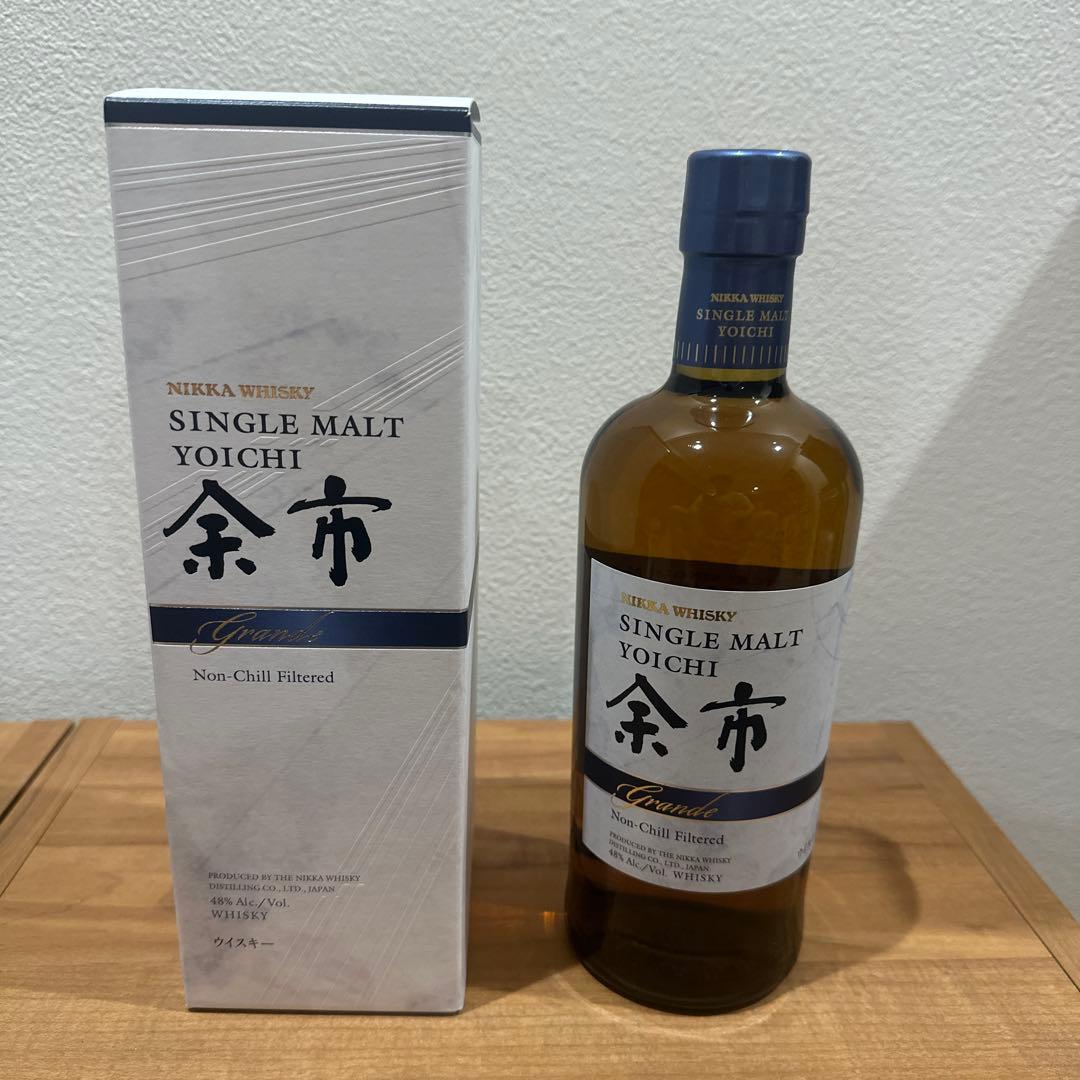 NIKKA WHISKY
SINGLE MALT
YOICHI
余市
Grande
Non-Chill Filtered
PRODUCED BY THE NIKKA WHISKY
DISTILLING CO., LTD., JAPAN
48% Alc./Vol.
WHISKY
ウイスキー
NIKKA WHISKY
SINGLE MALT
YOICHI
NIKKA WHISKY
SINGLE MALT
YOICHI
余市
Grande
Non-Chill Filtered
PRODUCED BY THE NIKKA WHISKY
DISTILLING CO., LTD., JAPAN
48% Alc./Vol. WHISKY